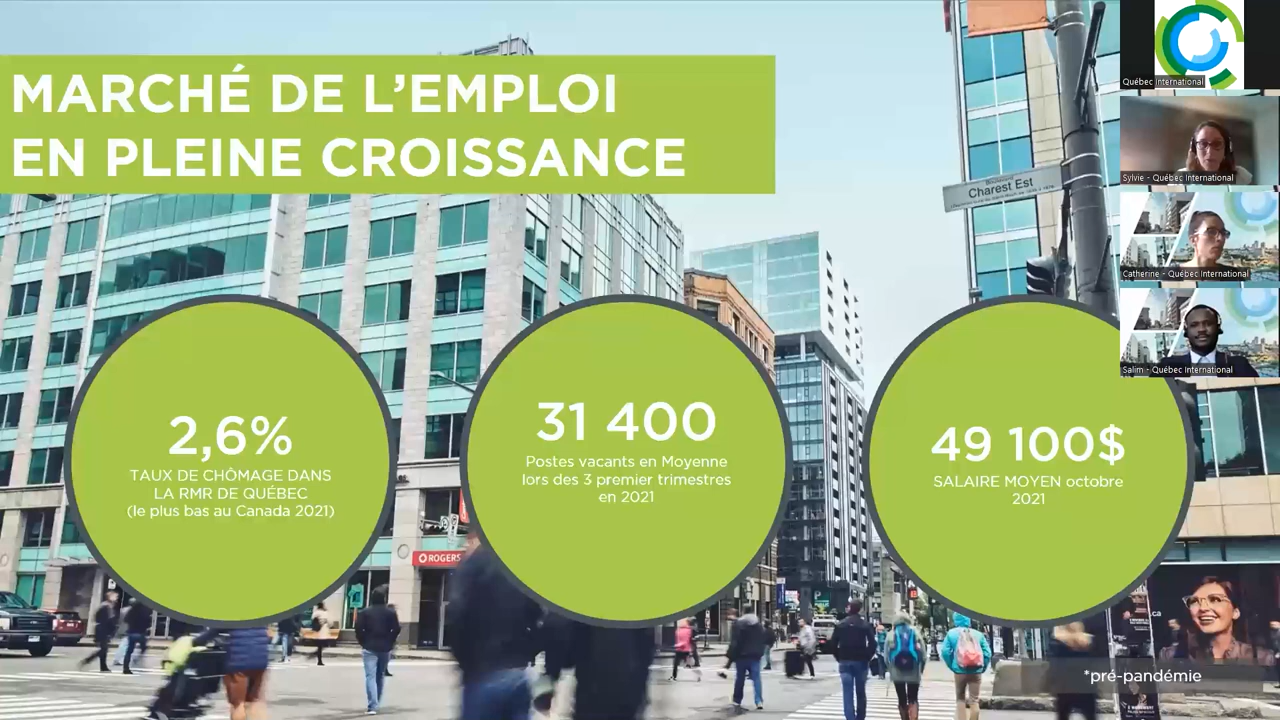 MARCHÉ DE L'EMPLOI
EN PLEINE CROISSANCE
Québec International
Sylvie - Québec International
Catherine - Québec International
Salim - Québec International
Boulevard
Charest Est
2,6%
TAUX DE CHÔMAGE DANS
LA RMR DE QUÉBEC
(le plus bas au Canada 2021)
31 400
Postes vacants en Moyenne
lors des 3 premier trimestres
en 2021
49 100$
SALAIRE MOYEN octobre
2021
ROGERS
*pré-pandémie